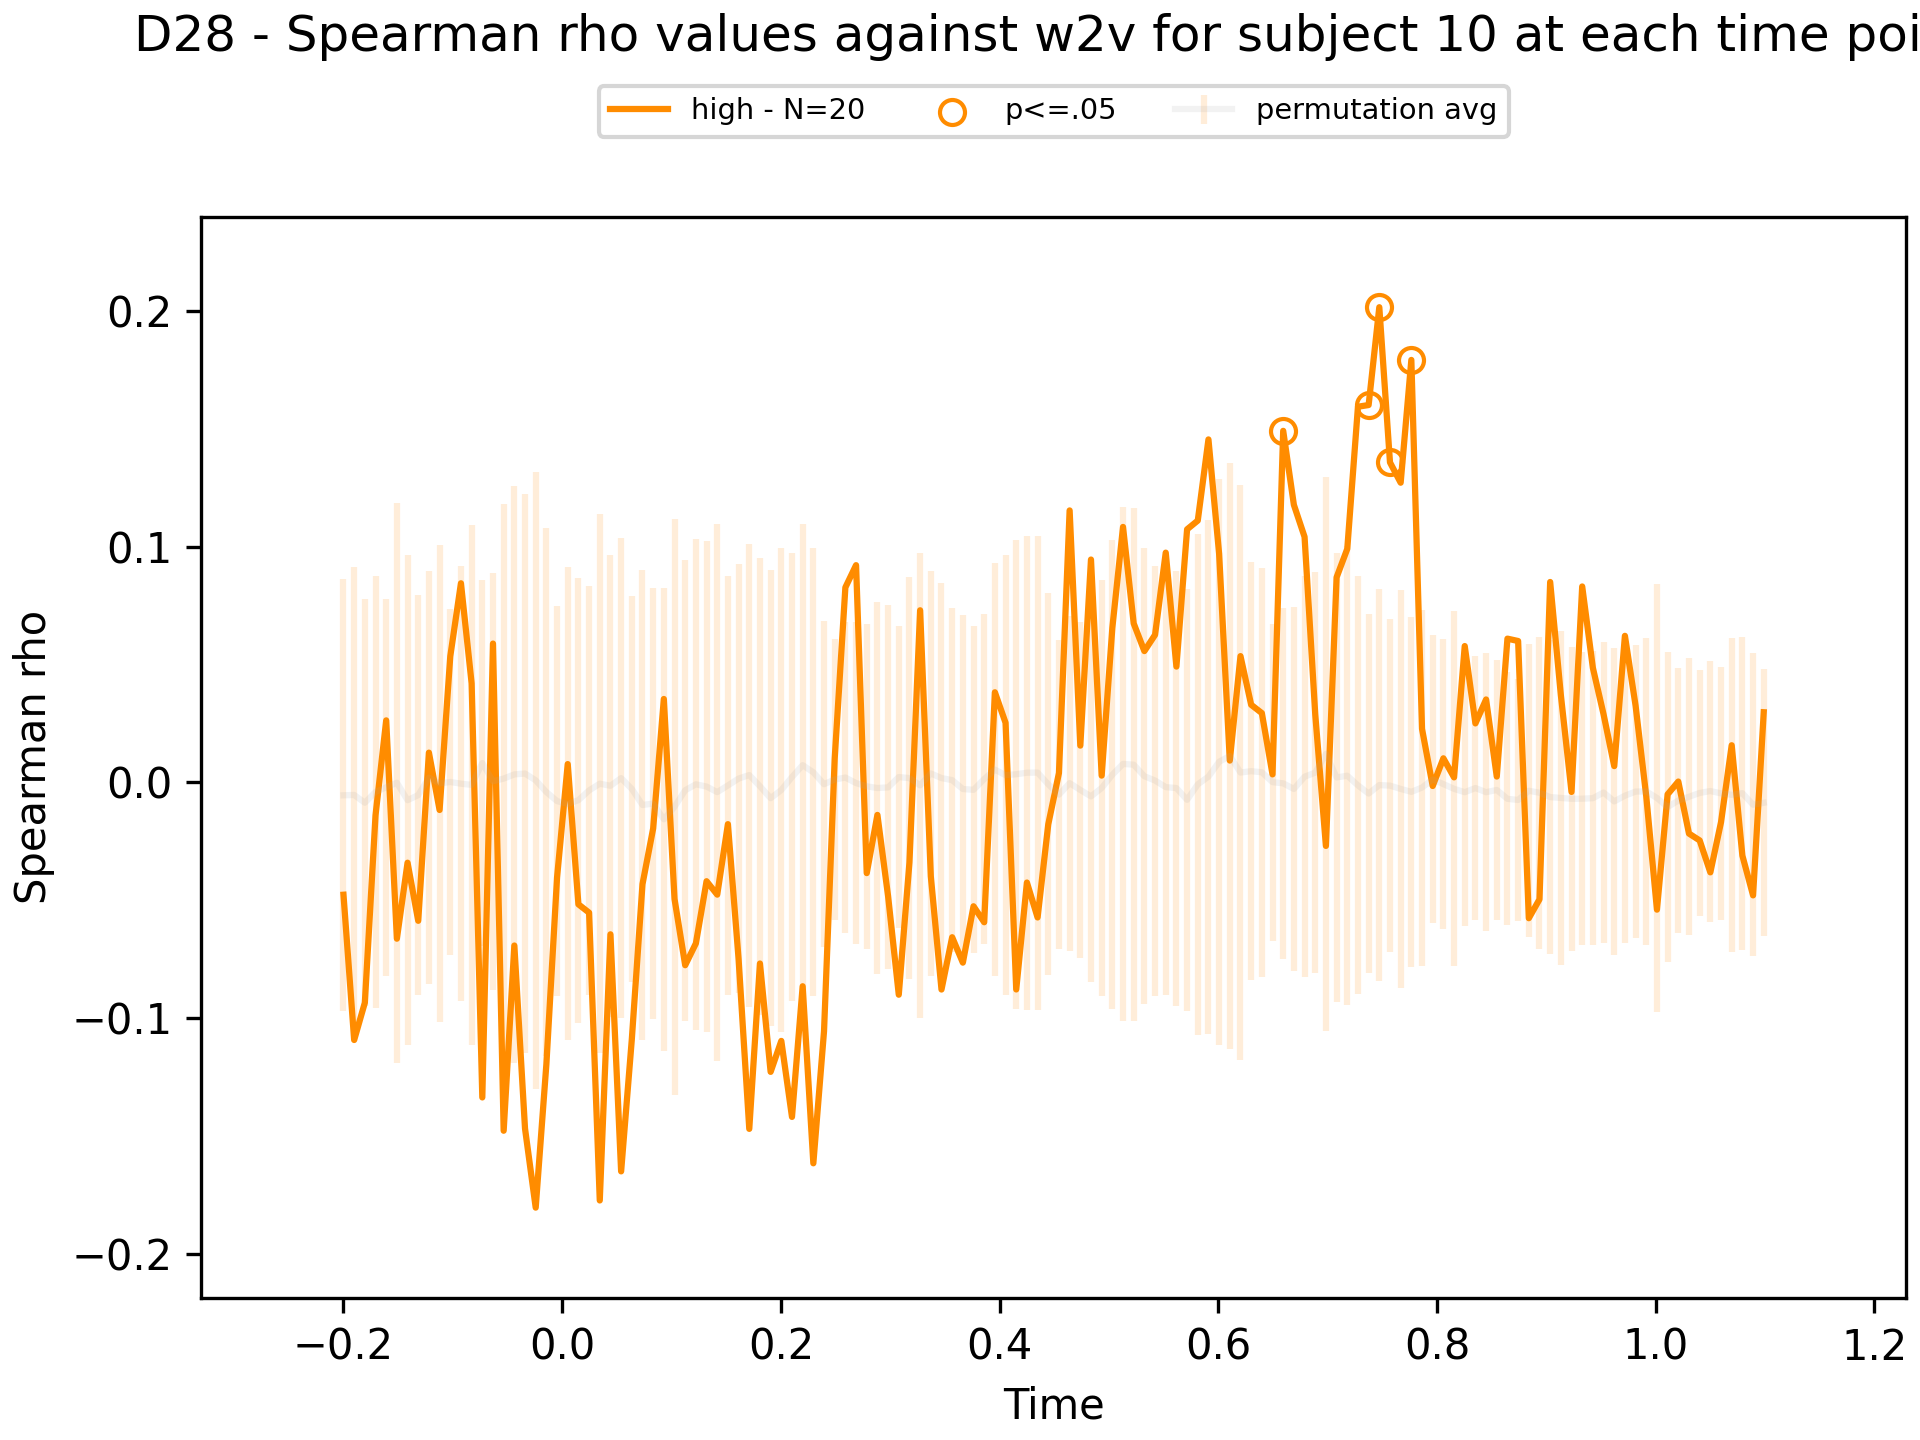 D28 - Spearman rho values against w2v for subject 10 at each time poi
high - N=20
p<=.05
permutation avg
Spearman rho
0.2
0.1
0.0
−0.1
−0.2
−0.2
0.0
0.2
0.4
0.6
0.8
1.0
1.2
Time